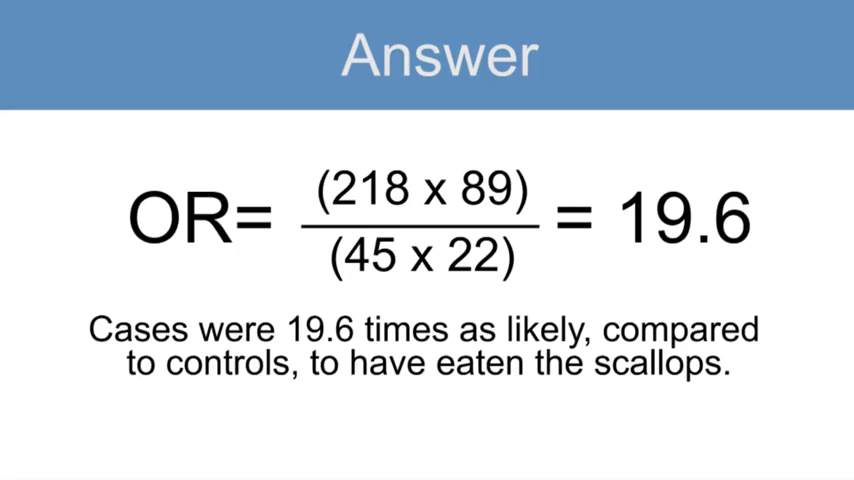 Answer
OR= (218 x 89) = 19.6
(45 x 22)
Cases were 19.6 times as likely, compared
to controls, to have eaten the scallops.